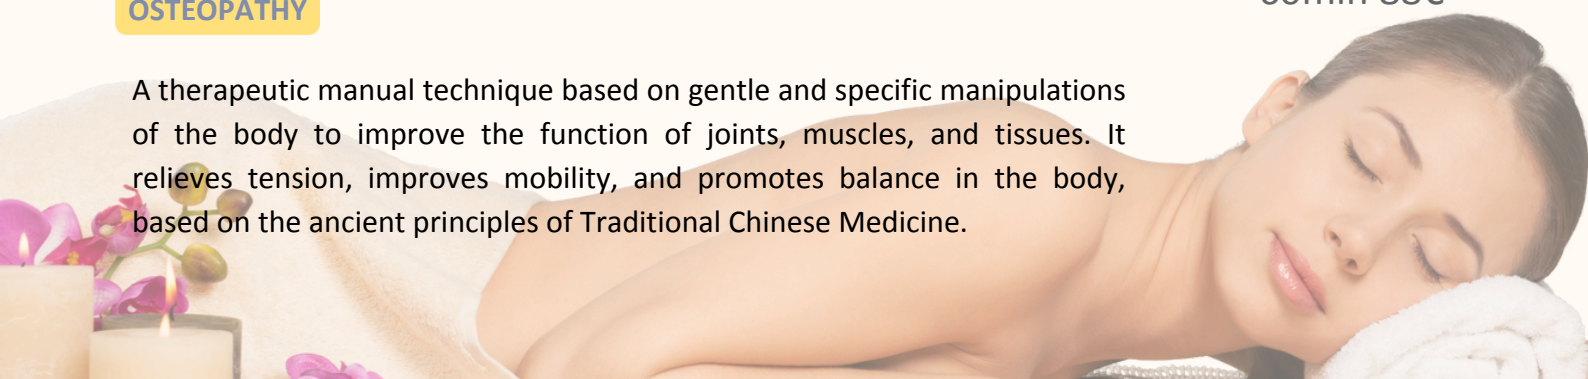 OSTEOPATHY
A therapeutic manual technique based on gentle and specific manipulations
of the body to improve the function of joints, muscles, and tissues. It
relieves tension, improves mobility, and promotes balance in the body,
based on the ancient principles of Traditional Chinese Medicine.